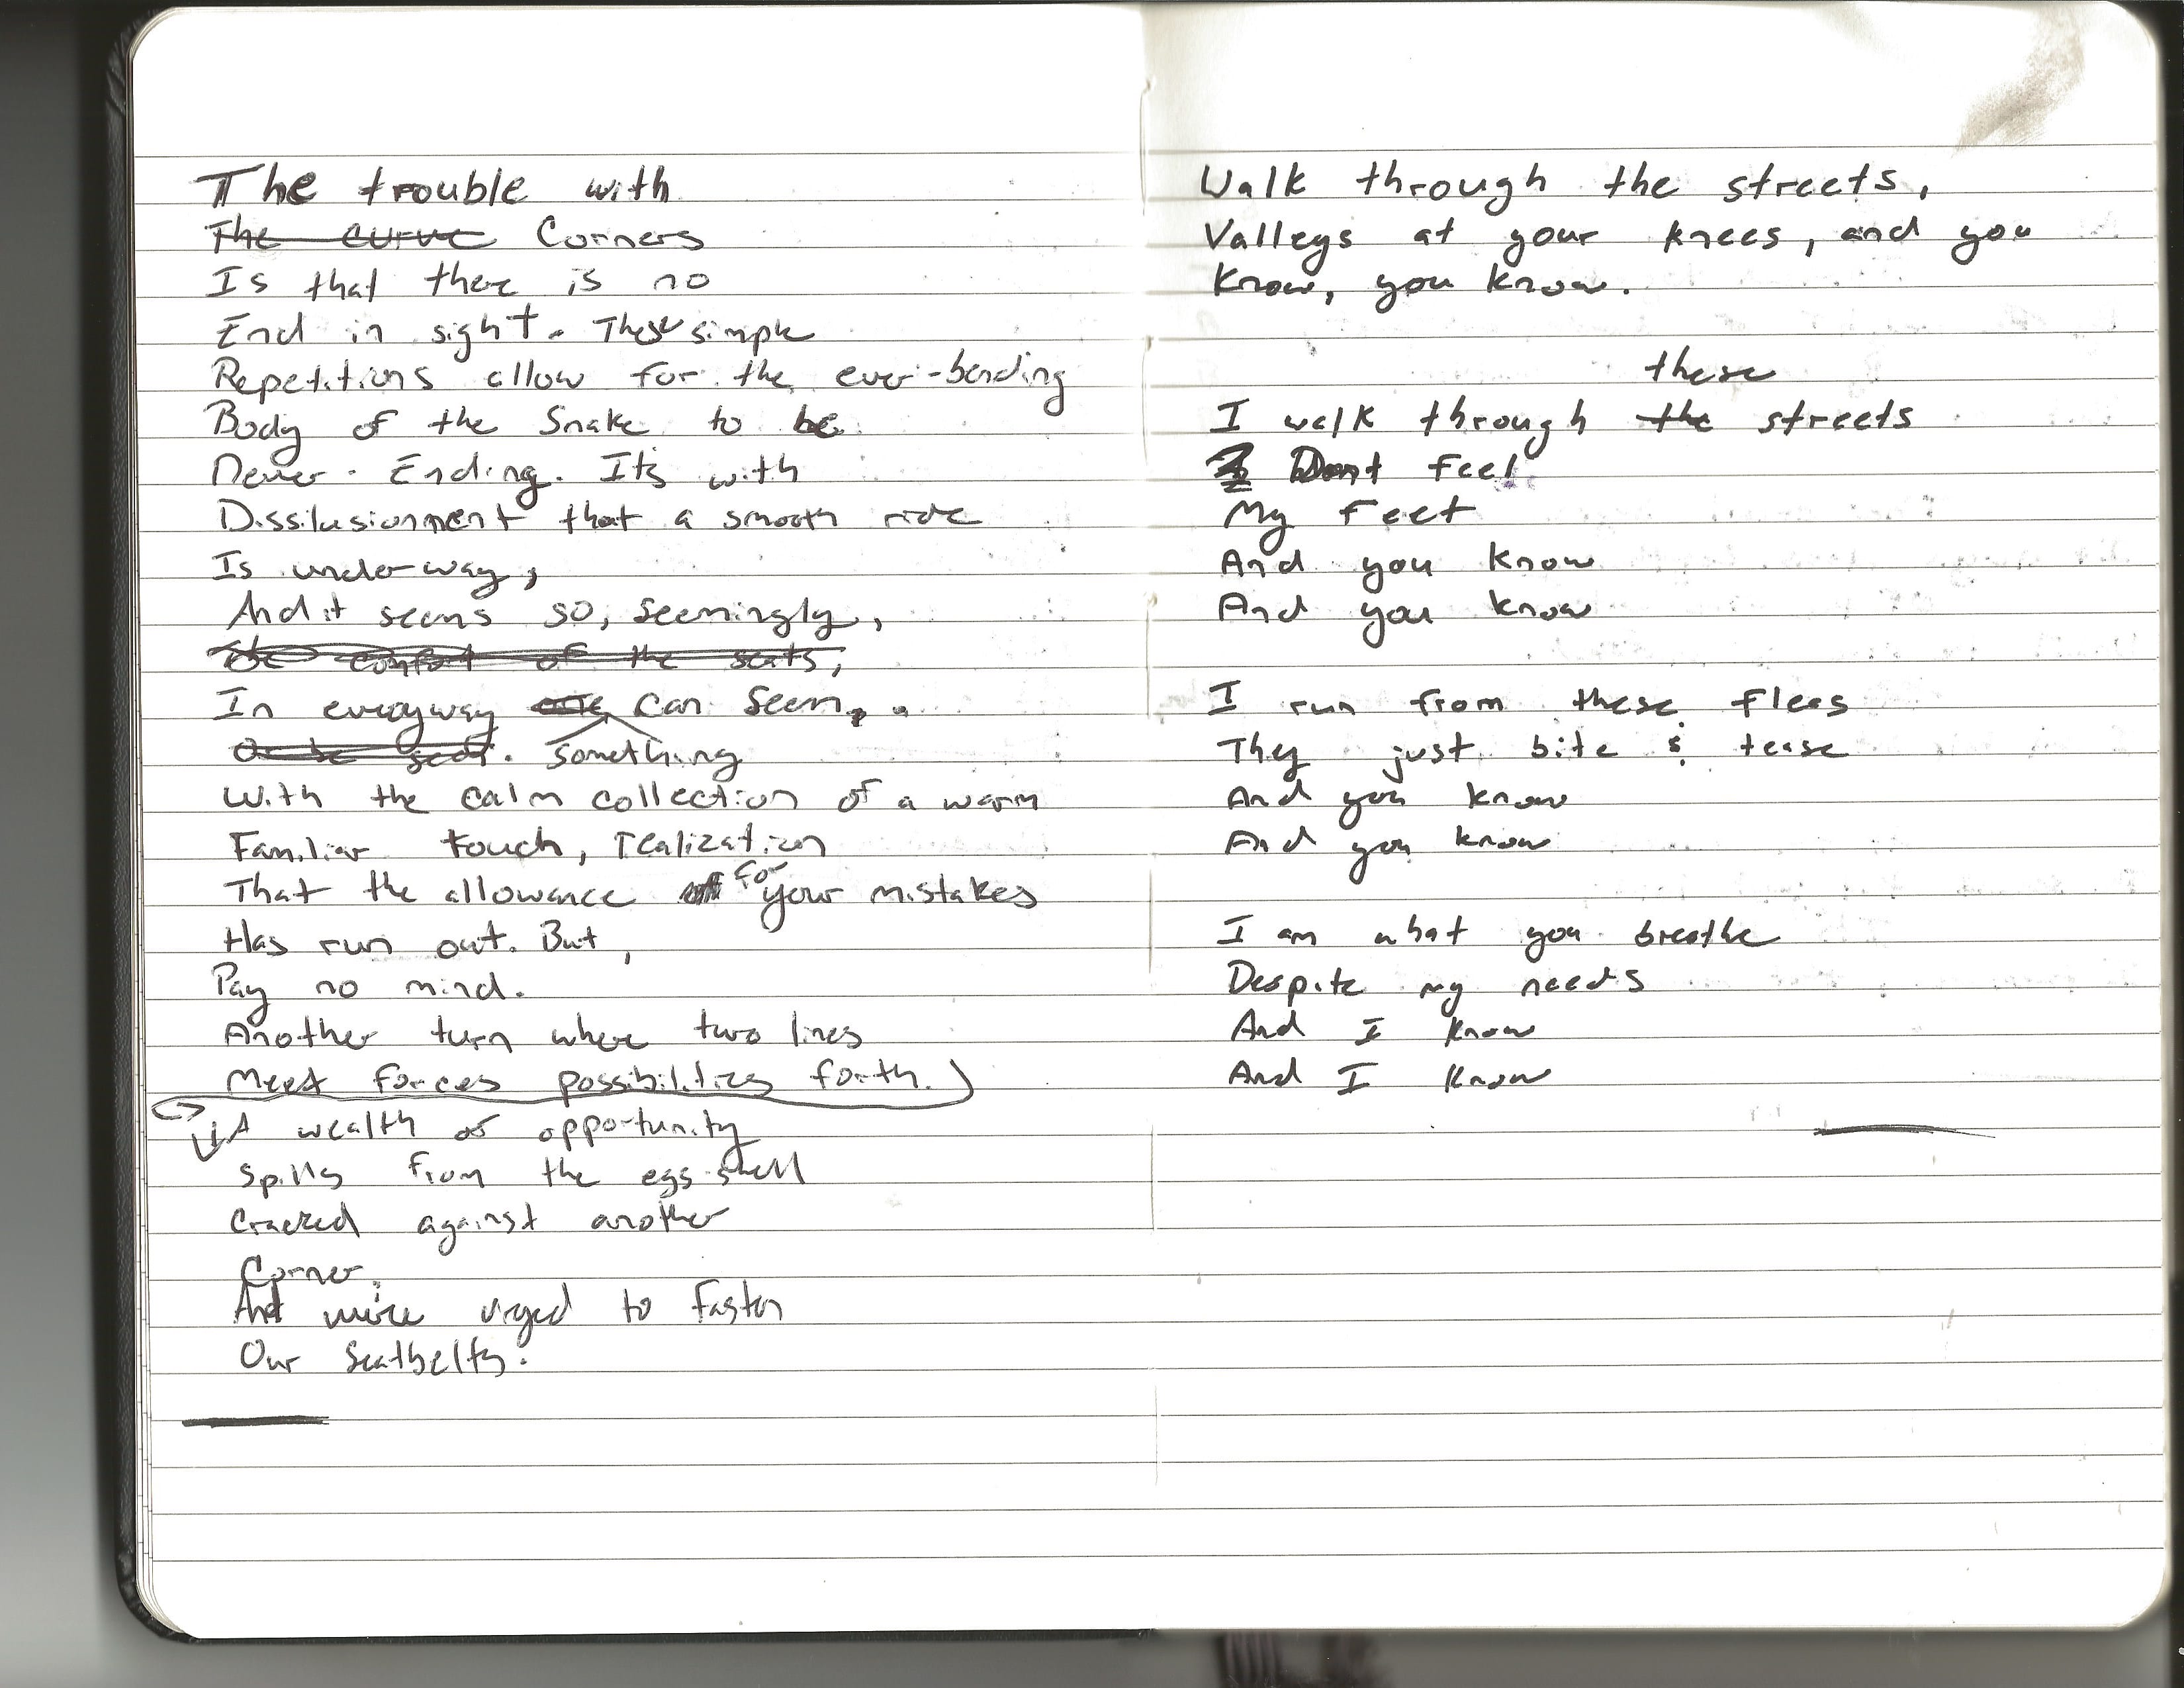 The trouble with
The curve Corners
Is that there is no
End in sight. These simple
Repetitions allow for the ever-bending
Body of the Snake to be
Never-Ending. Its with
Dissilusionment that a smooth ride
Is underway,
And it seems so, seemingly,
The comfort of the seats,
In everyway one can seem.
Or be seen. something
With the calm collection of a warm
Familiar touch, realization
That the allowance of for your mistakes
Has run out. But,
Pay no mind.
Another turn where two lines
Meet forces possibilities forth.
A wealth of opportunity
Spills from the egg-shell
Cracked against another
Corner.
And we're urged to fasten
Our Seatbelts.
Walk through the streets,
Valleys at your knees, and you
Know, you know.
these
I walk through the streets
Dont feel
My feet
And you know
And you know
I run from these fleas
They just bite & tease
And you know
And you know
I am what you breathe
Despite my needs
And I know
And I know